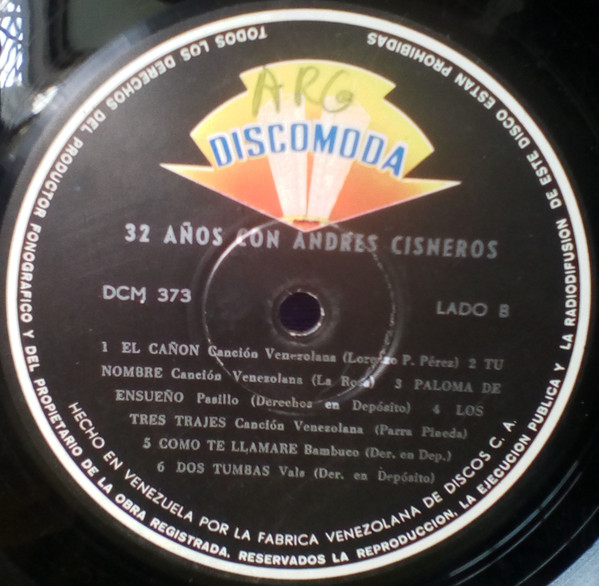 ARG
DISCOMODA
32 AÑOS CON ANDRES CISNEROS
DCM 373
LADO B
1 EL CAÑON Canción Venezolana (Lorenzo P. Pérez) 2 TU
NOMBRE Canción Venezolana (La Roca) 3 PALOMA DE
ENSUEÑO Pasillo (Derechos en Depósito) 4 LOS
TRES TRAJES Canción Venezolana (Parra Pineda)
5 COMO TE LLAMARE Bambuco (Der. en Dep.)
6 DOS TUMBAS Vals (Der. en Depósito)
HECHO EN VENEZUELA POR LA FABRICA VENEZOLANA DE DISCOS C. A.
TODOS LOS DERECHOS DEL PRODUCTOR FONOGRAFICO Y DEL PROPIETARIO DE LA OBRA REGISTRADA, RESERVADOS LA REPRODUCCION, LA EJECUCION PUBLICA Y LA RADIODIFUSION DE ESTE DISCO ESTAN PROHIBIDAS